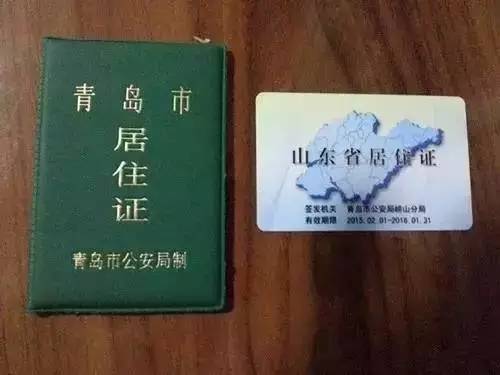 青岛市
居住证
青岛市公安局制
山东省居住证
签发机关 青岛市公安局崂山分局
有效期限 2015.02.01-2016.01.31